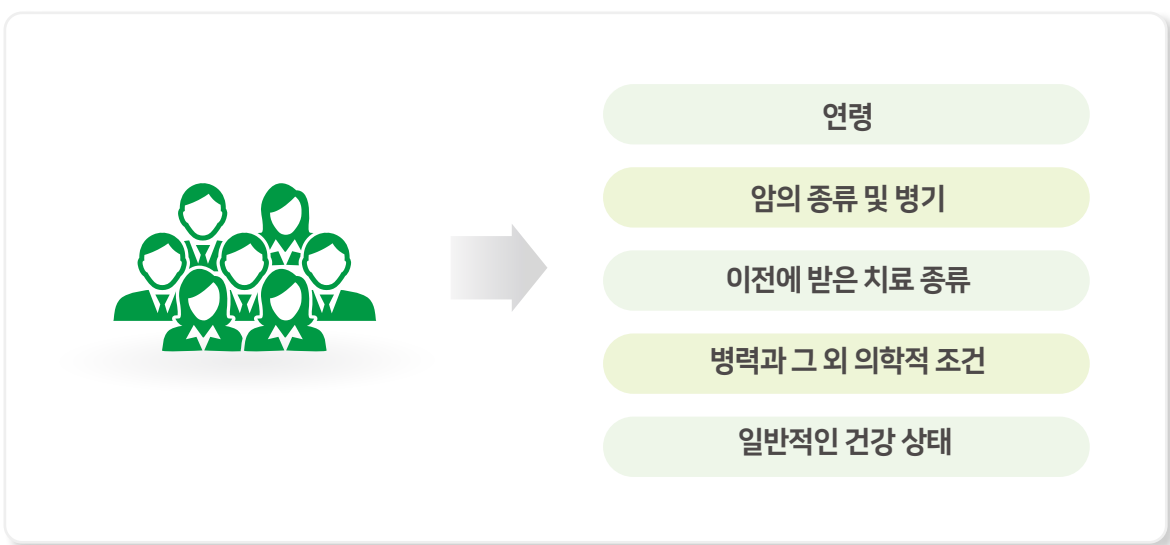 연령
암의 종류 및 병기
이전에 받은 치료 종류
병력과 그 외 의학적 조건
일반적인 건강 상태